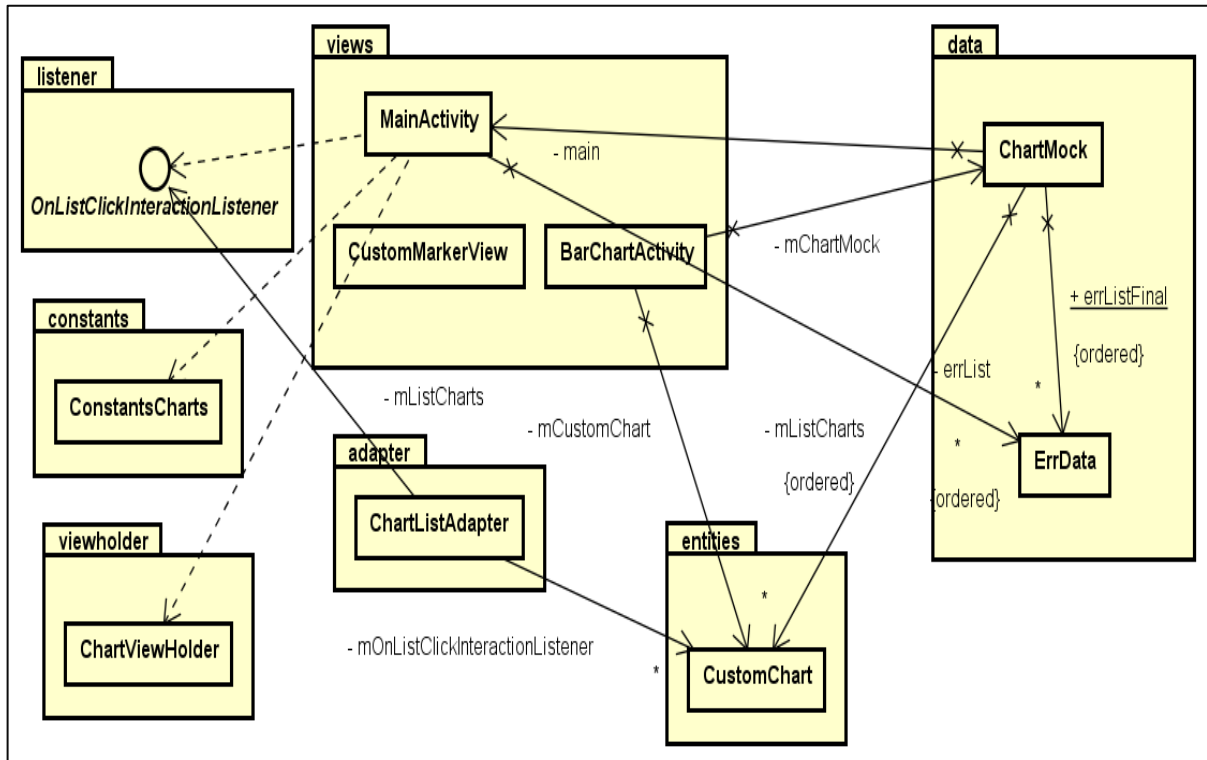 views
data
listener
MainActivity
ChartMock
- main
OnListClickInteractionListener
CustomMarkerView
BarChartActivity
- mChartMock
constants
+ errListFinal
{ordered}
- errList
ConstantsCharts
- mListCharts
*
- mCustomChart
- mListCharts
adapter
*
ErrData
{ordered}
{ordered}
ChartListAdapter
viewholder
entities
*
ChartViewHolder
- mOnListClickInteractionListener
*
CustomChart